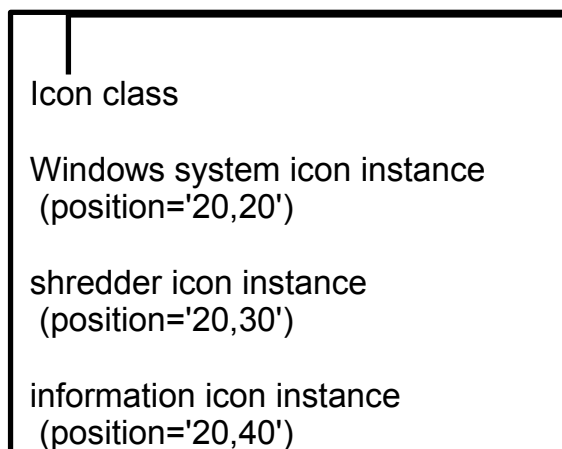 Icon class
Windows system icon instance
(position='20,20')
shredder icon instance
(position='20,30')
information icon instance
(position='20,40')